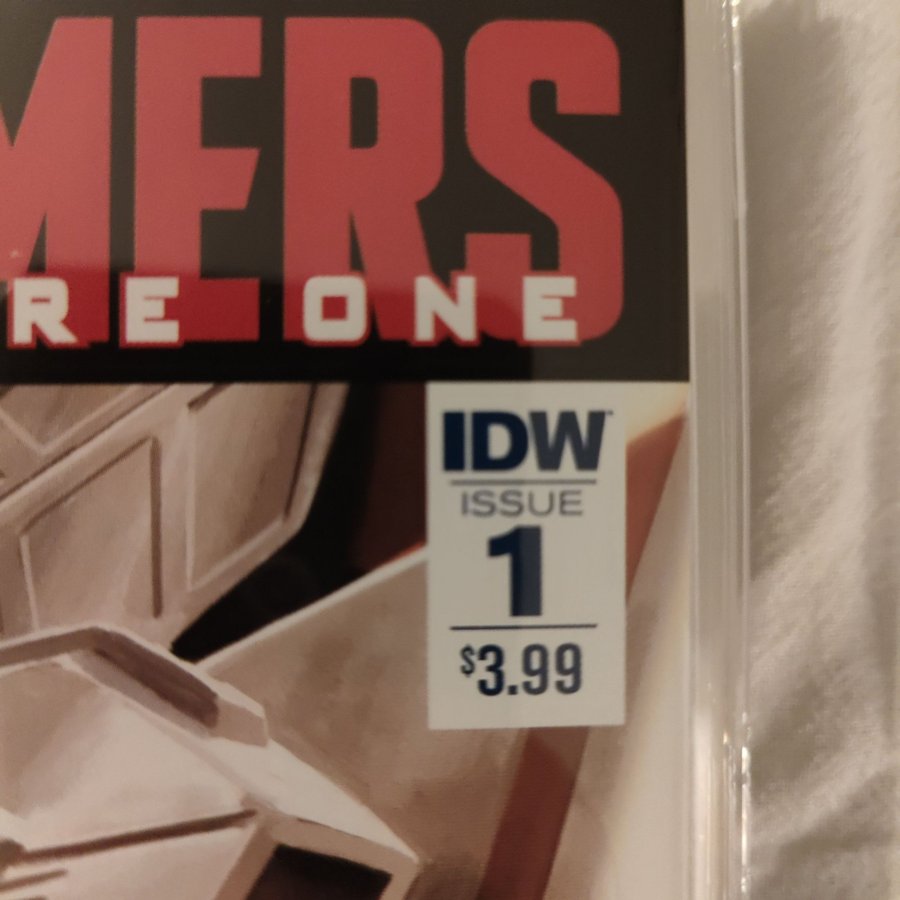 MERS
RE ONE
IDW
ISSUE
1
$3.99